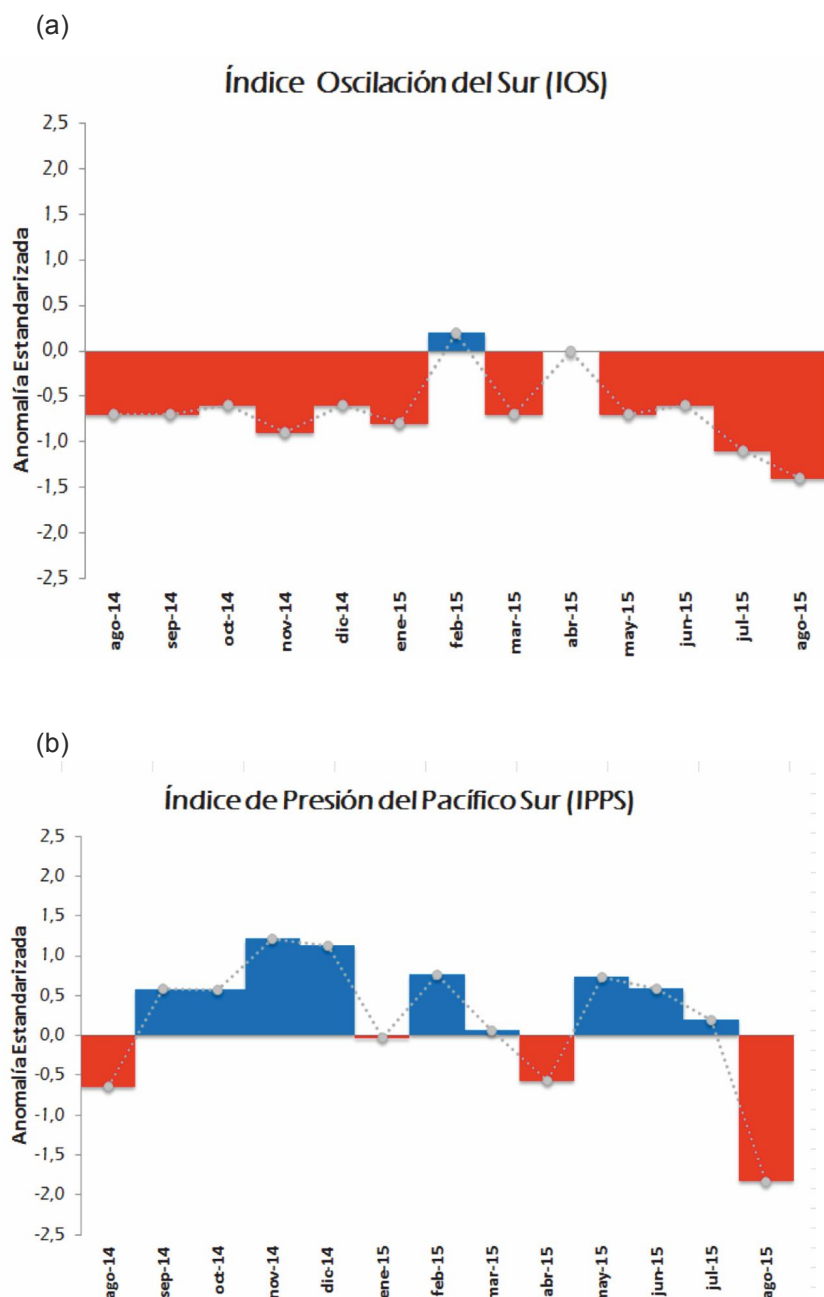 (a)
Índice Oscilación del Sur (IOS)
Anomalía Estandarizada
2,5
2,0
1,5
1,0
0,5
0,0
-0,5
-1,0
-1,5
-2,0
-2,5
ago-14
sep-14
oct-14
nov-14
dic-14
ene-15
feb-15
mar-15
abr-15
may-15
jun-15
jul-15
ago-15
(b)
Índice de Presión del Pacífico Sur (IPPS)
Anomalía Estandarizada
2,5
2,0
1,5
1,0
0,5
0,0
-0,5
-1,0
-1,5
-2,0
-2,5
ago-14
sep-14
oct-14
nov-14
dic-14
ene-15
feb-15
mar-15
abr-15
may-15
jun-15
jul-15
ago-15